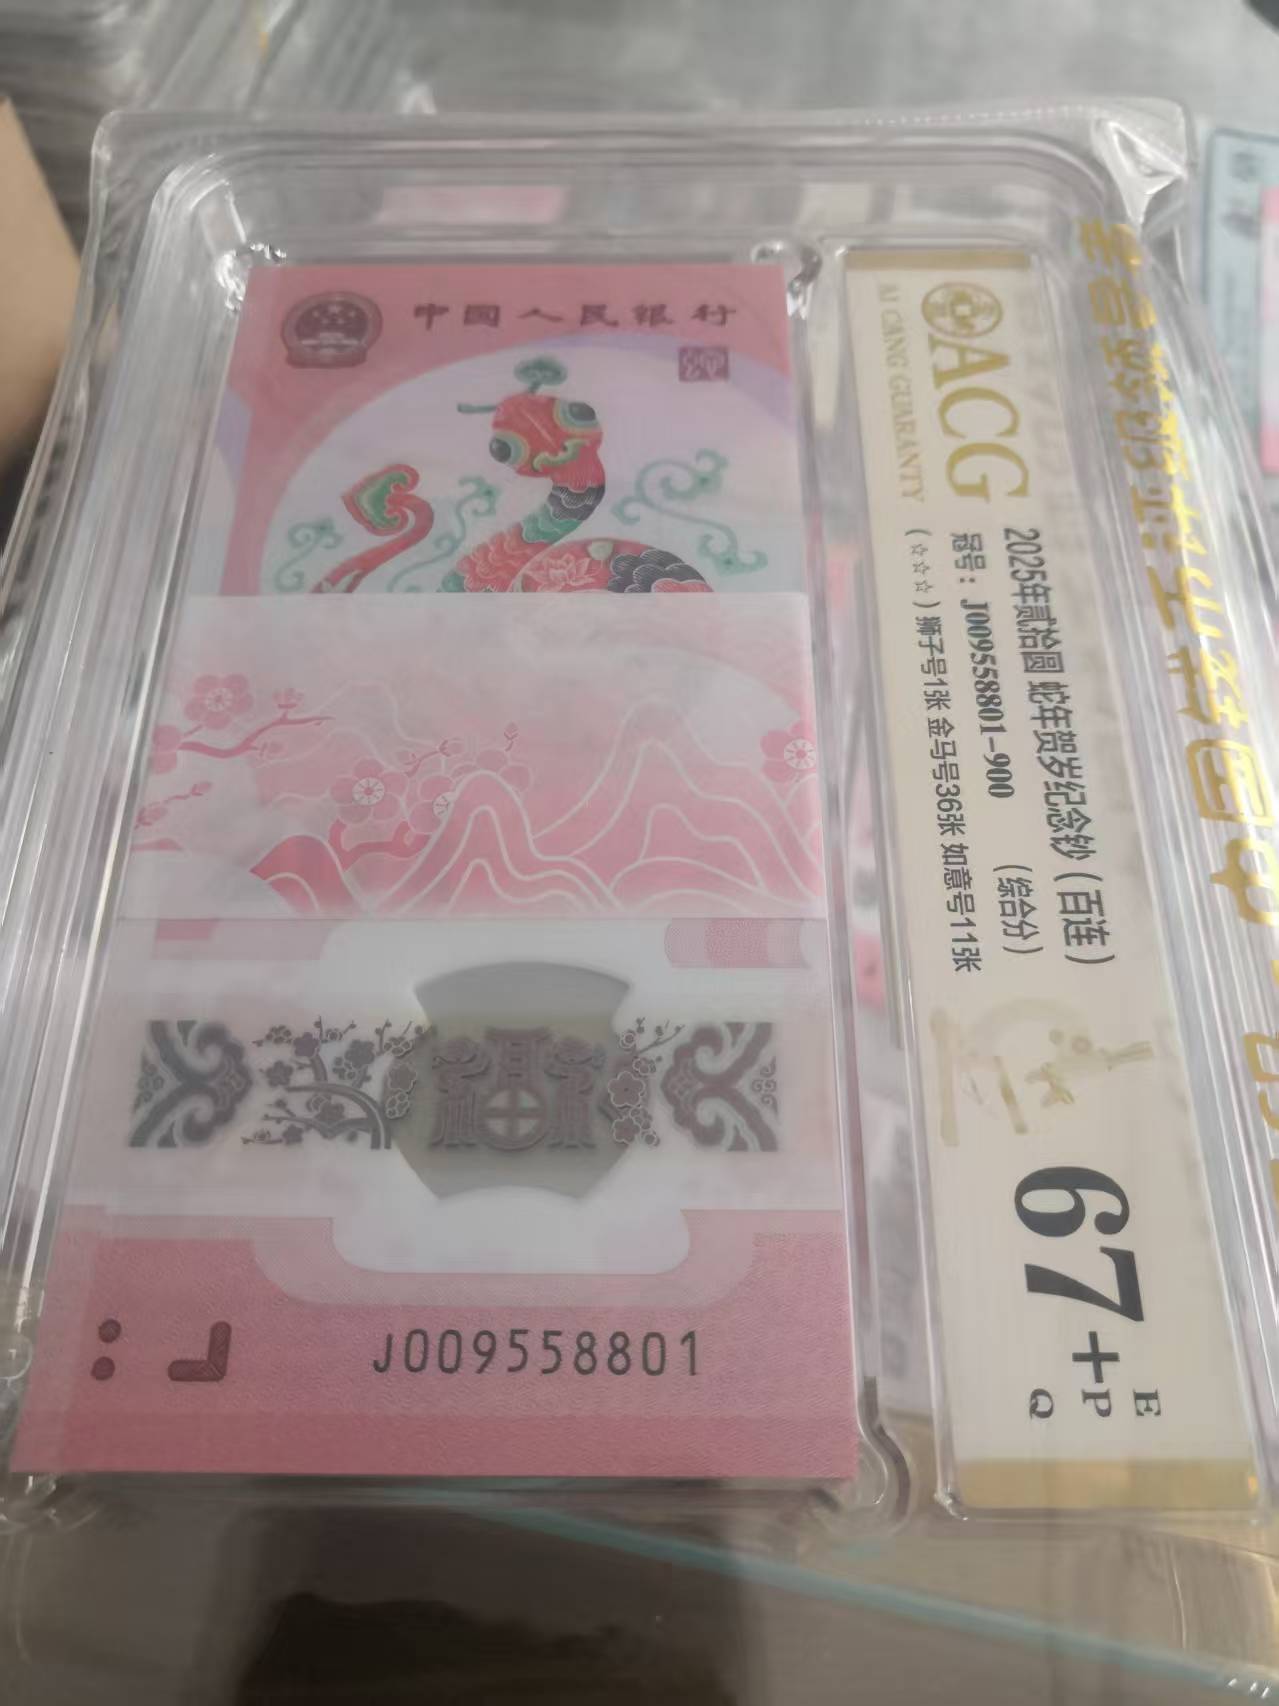 中国人民银行
J009558801
ACG
AI CANG GUARANTY
2025年贰拾圆 蛇年贺岁纪念钞（百连）
冠号：J009558801-900 （综合分）
（☆☆☆）狮子号1张 金马号36张 如意号11张
67+
E
P
Q